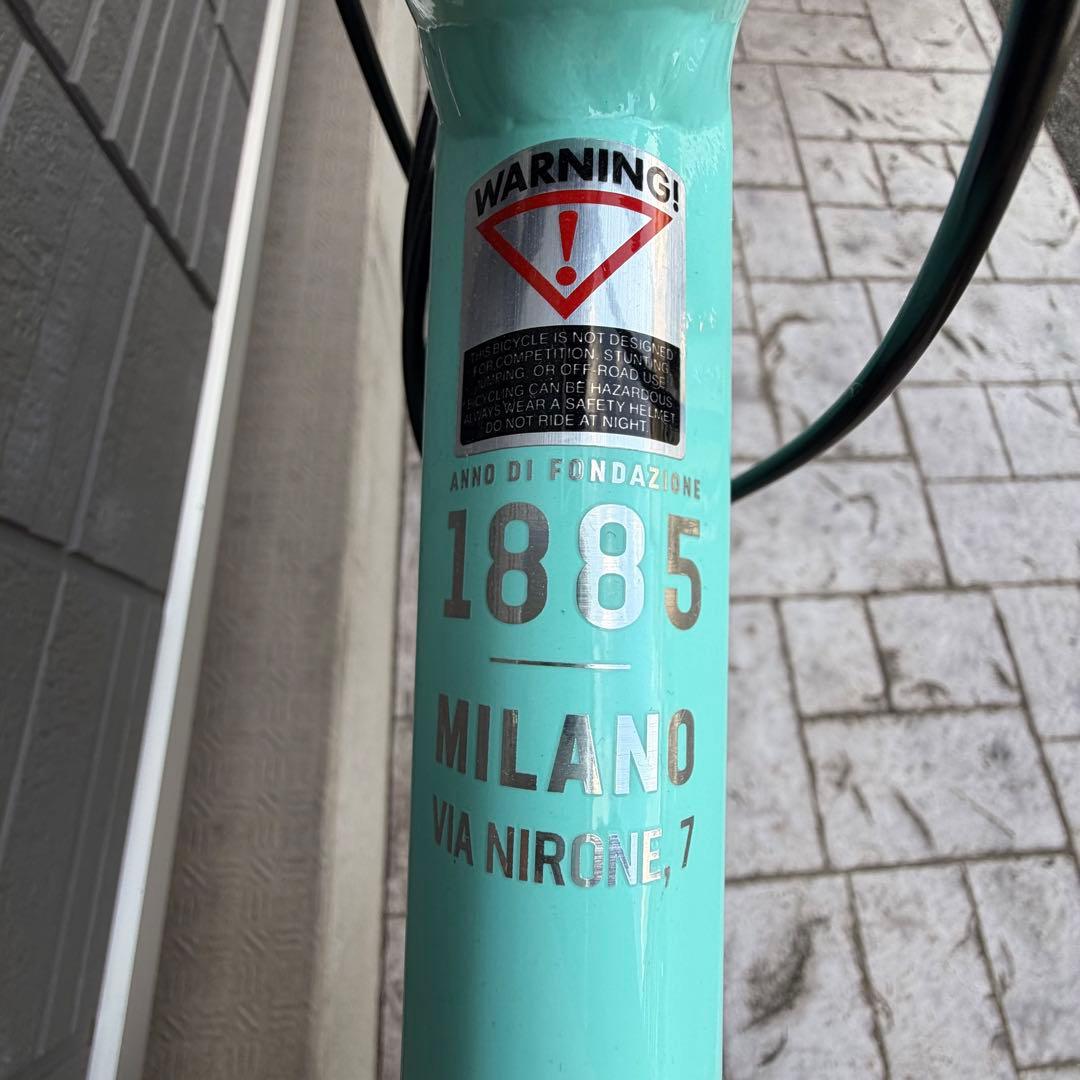 WARNING!
!
THIS BICYCLE IS NOT DESIGNED
FOR COMPETITION, STUNTING,
JUMPING, OR OFF-ROAD USE.
BICYCLING CAN BE HAZARDOUS.
ALWAYS WEAR A SAFETY HELMET.
DO NOT RIDE AT NIGHT.
ANNO DI FONDAZIONE
1885
MILANO
VIA NIRONE, 7